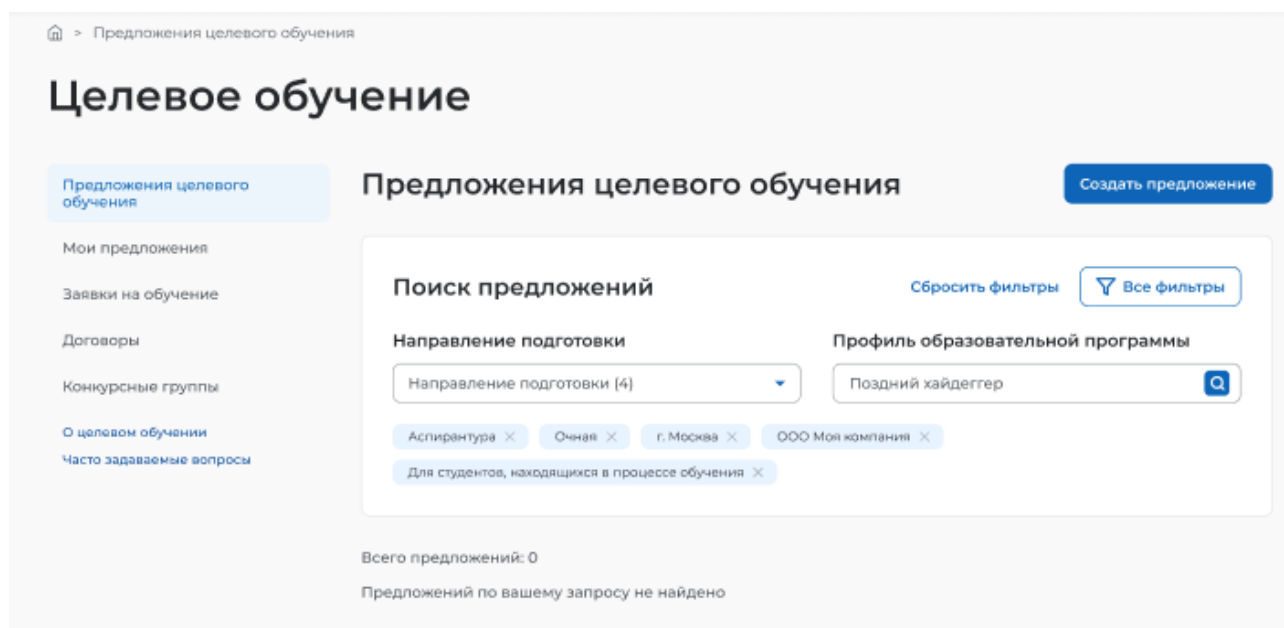 > Предложения целевого обучения
Целевое обучение
Предложения целевого
обучения
Мои предложения
Заявки на обучение
Договоры
Конкурсные группы
О целевом обучении
Часто задаваемые вопросы
Предложения целевого обучения
Создать предложение
Поиск предложений
Сбросить фильтры
Все фильтры
Направление подготовки
Направление подготовки (4)
Профиль образовательной программы
Поздний хайдеггер
Аспирантура × Очная × г. Москва × ООО Моя компания ×
Для студентов, находящихся в процессе обучения ×
Всего предложений: 0
Предложений по вашему запросу не найдено